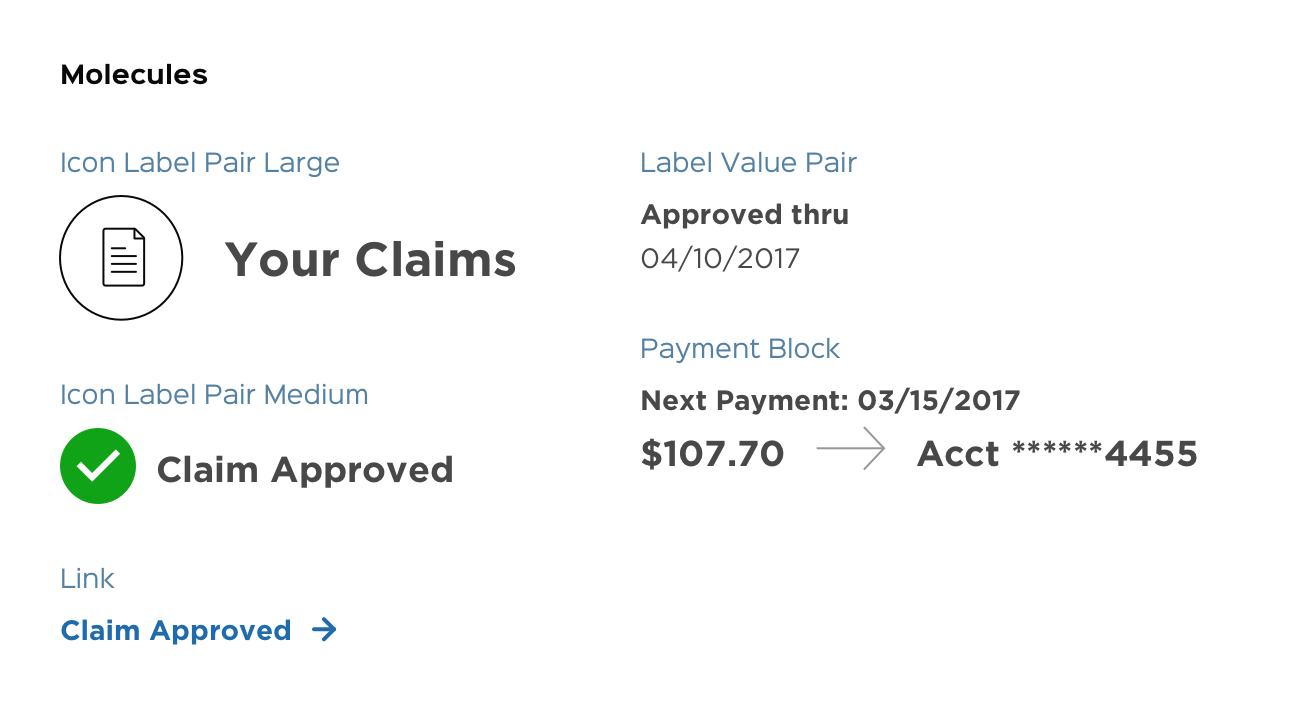 Molecules
Icon Label Pair Large
Your Claims
Icon Label Pair Medium
Claim Approved
Link
Claim Approved
Label Value Pair
Approved thru
04/10/2017
Payment Block
Next Payment: 03/15/2017
$107.70 Acct ******4455